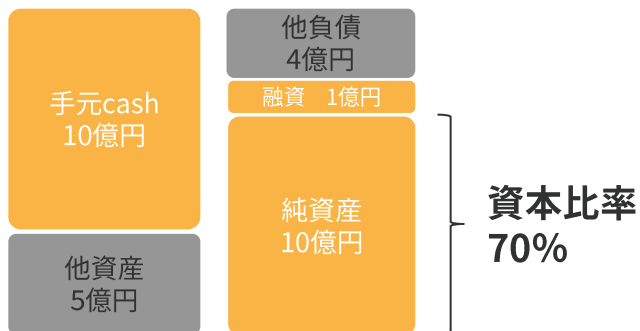 手元cash
10億円
他資産
5億円
他負債
4億円
融資　1億円
純資産
10億円
資本比率
70%